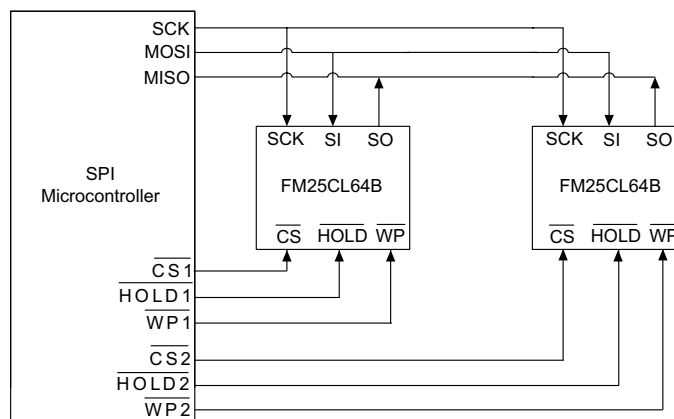 SCK
MOSI
MISO
SCK SI SO
SCK SI SO
SPI
Microcontroller
FM25CL64B
FM25CL64B
CS HOLD WP
CS HOLD WP
CS1
HOLD1
WP1
CS2
HOLD2
WP2